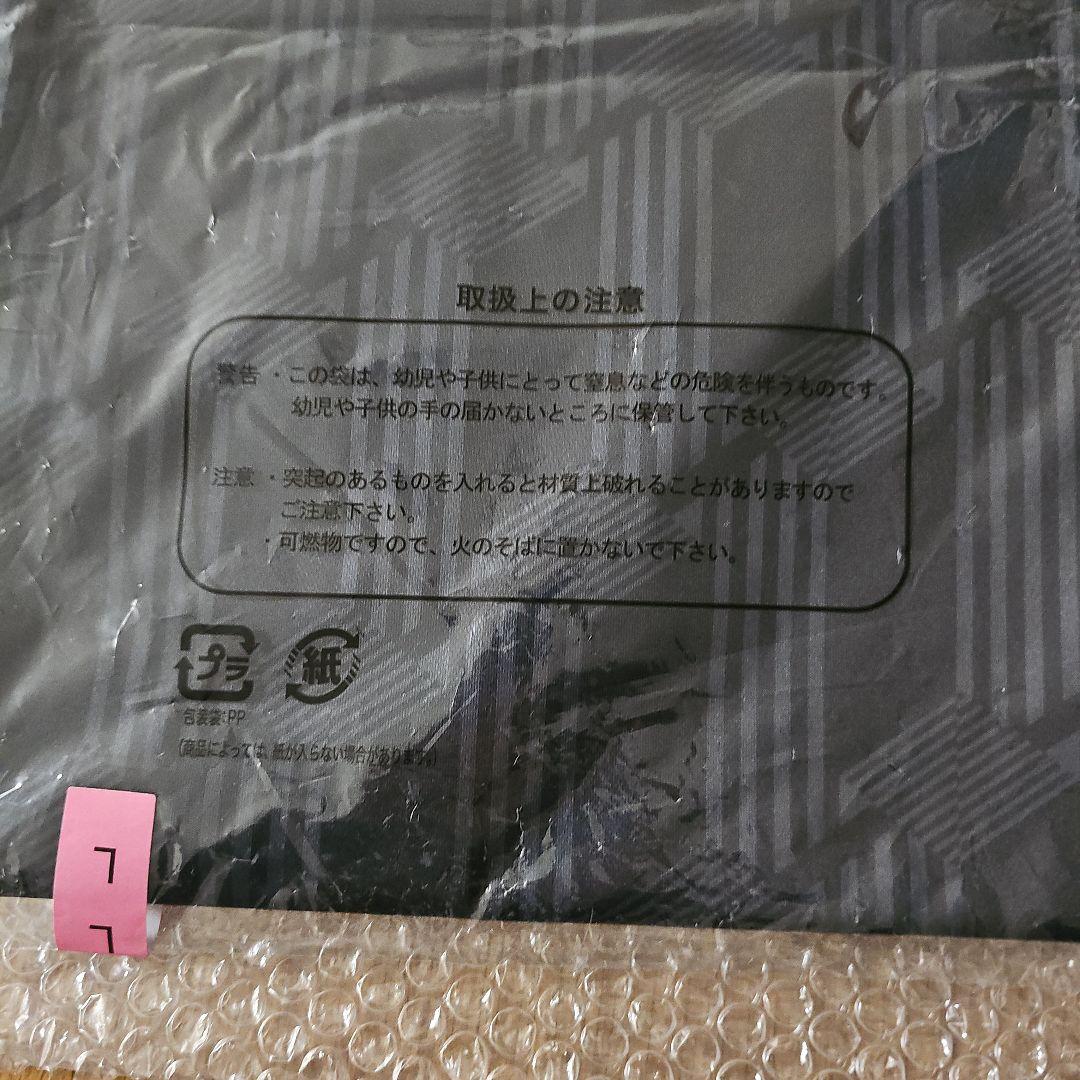 取扱上の注意
警告・この袋は、幼児や子供にとって窒息などの危険を伴うものです。
幼児や子供の手の届かないところに保管して下さい。
注意・突起のあるものを入れると材質上破れることがありますので
ご注意下さい。
・可燃物ですので、火のそばに置かないで下さい。
プラ 紙
包装袋:PP
(商品によっては、紙が入らない場合があります。)
L
L